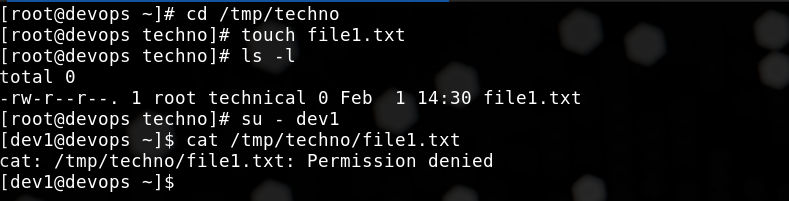 [root@devops ~]# cd /tmp/techno
[root@devops techno]# touch file1.txt
[root@devops techno]# ls -l
total 0
-rw-r--r--. 1 root technical 0 Feb  1 14:30 file1.txt
[root@devops techno]# su - dev1
[dev1@devops ~]$ cat /tmp/techno/file1.txt
cat: /tmp/techno/file1.txt: Permission denied
[dev1@devops ~]$